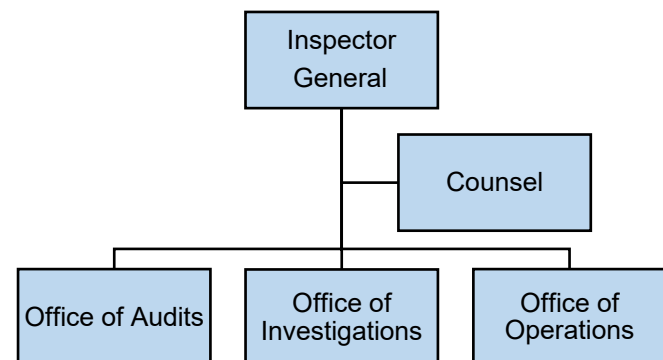 Inspector
General
Counsel
Office of Audits
Office of
Investigations
Office of
Operations